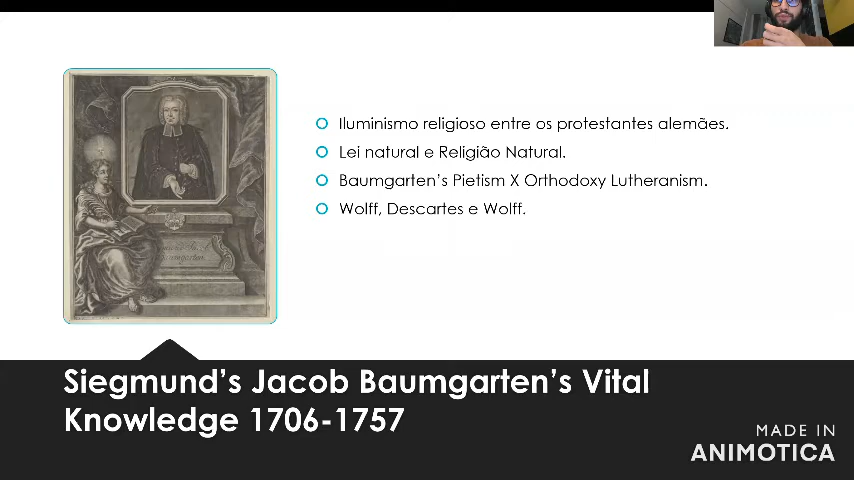 Iluminismo religioso entre os protestantes alemães.
Lei natural e Religião Natural.
Baumgarten's Pietism X Orthodoxy Lutheranism.
Wolff, Descartes e Wolff.
Siegmund's Jacob Baumgarten's Vital
Knowledge 1706-1757
MADE IN
ANIMOTICA